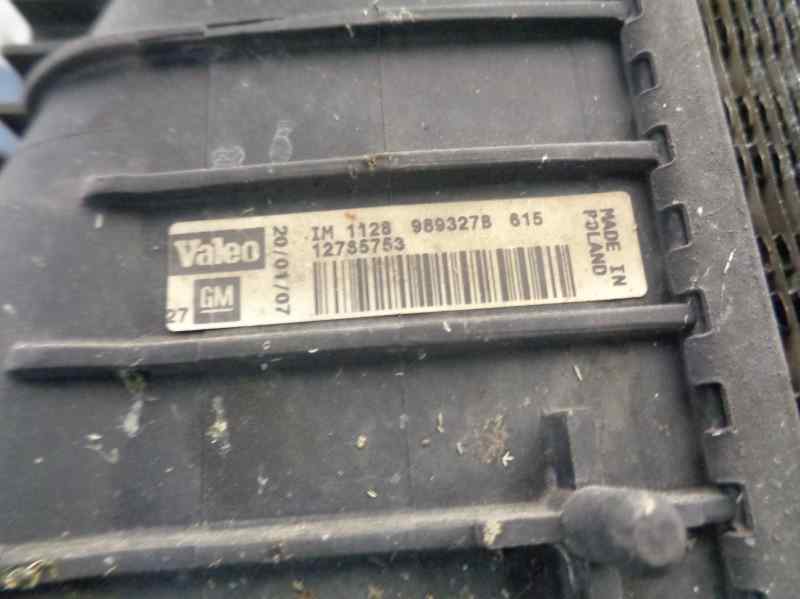 Valeo
GM
27
20/01/07
IM 1128 989327B 615
12785753
MADE IN
POLAND